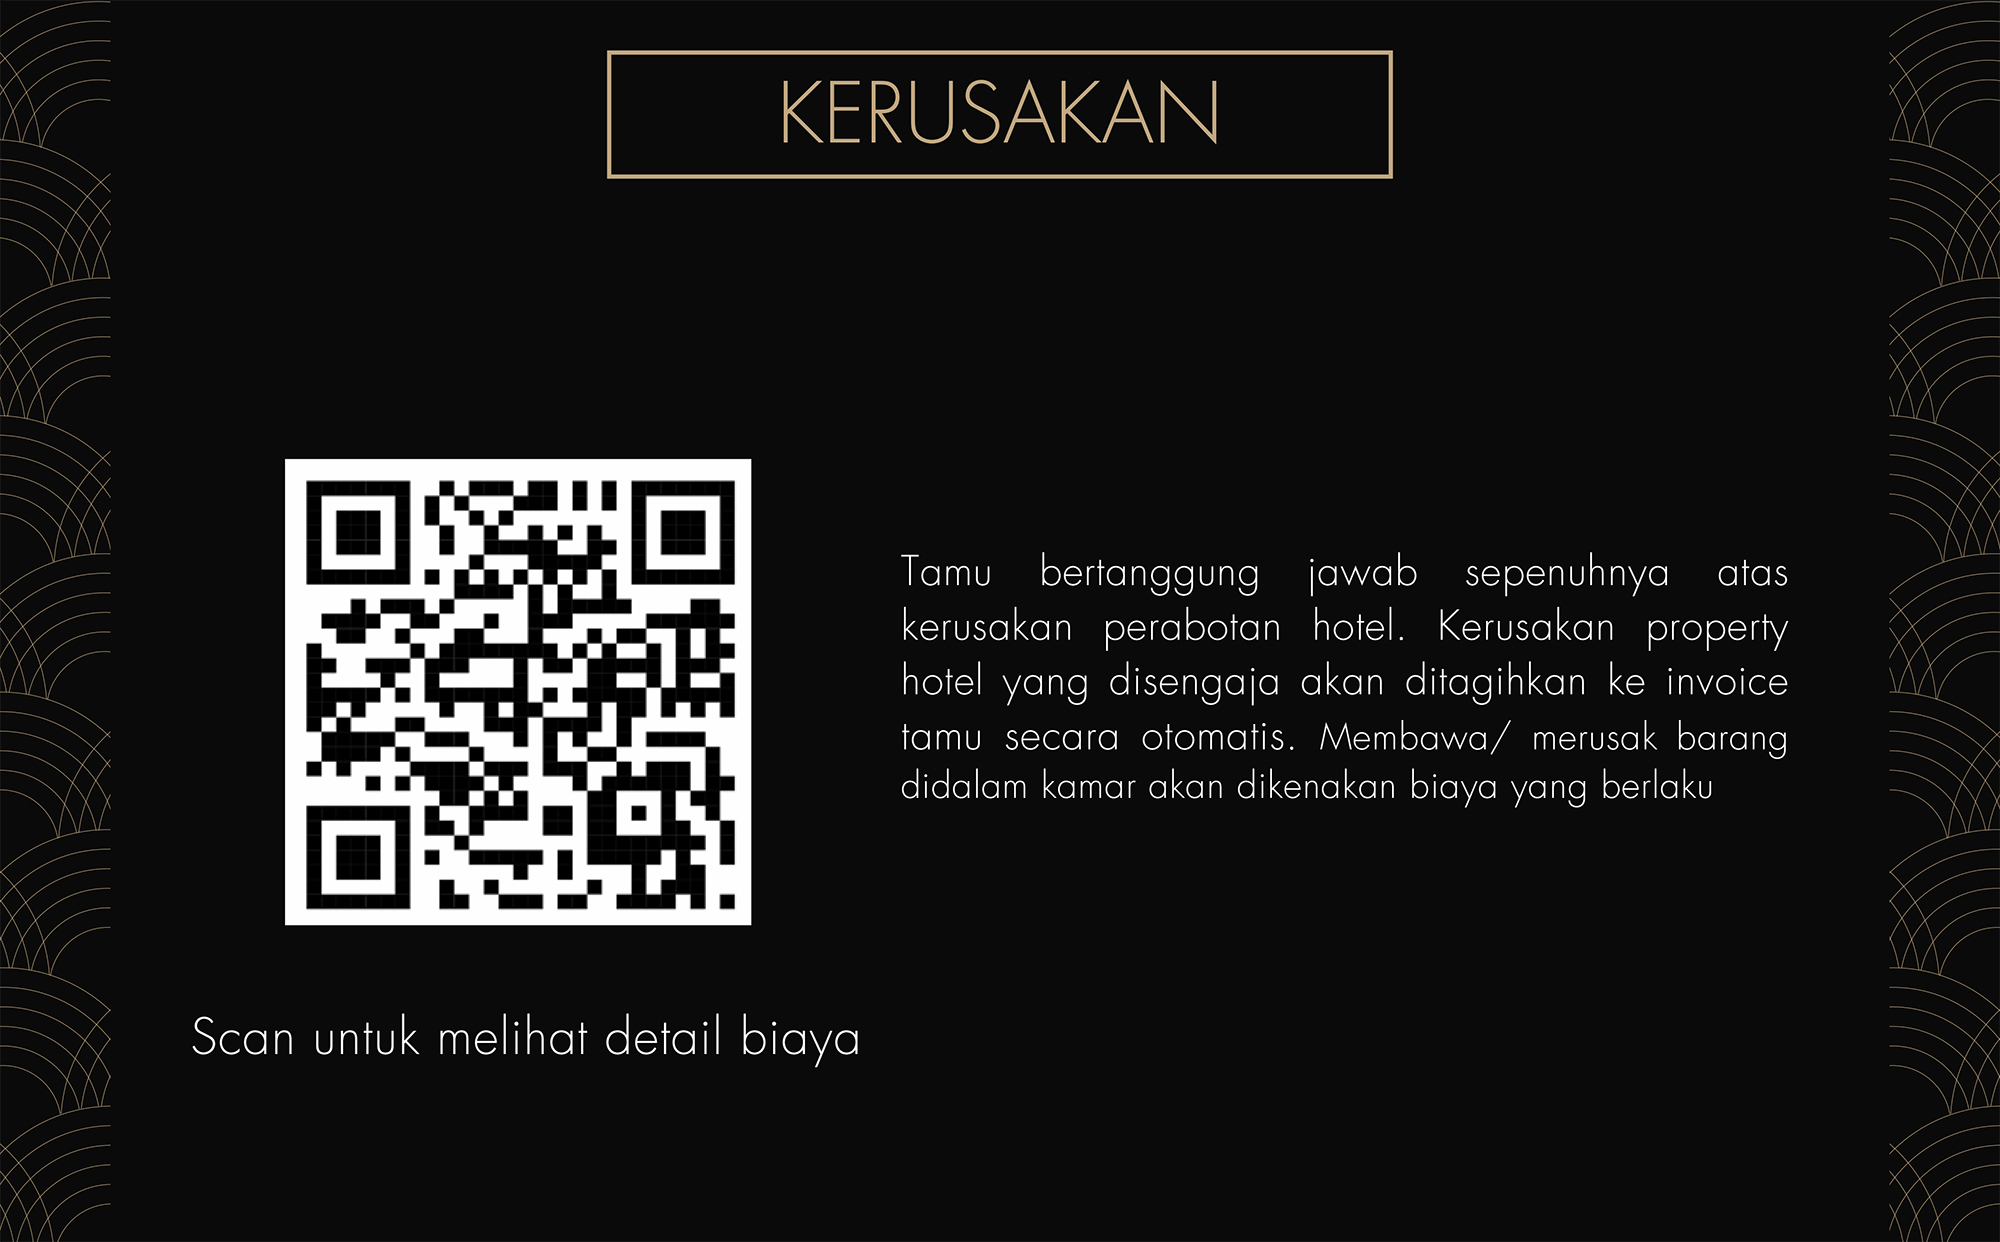 KERUSAKAN
Tamu bertanggung jawab sepenuhnya atas
kerusakan perabotan hotel. Kerusakan property
hotel yang disengaja akan ditagihkan ke invoice
tamu secara otomatis. Membawa/ merusak barang
didalam kamar akan dikenakan biaya yang berlaku
Scan untuk melihat detail biaya